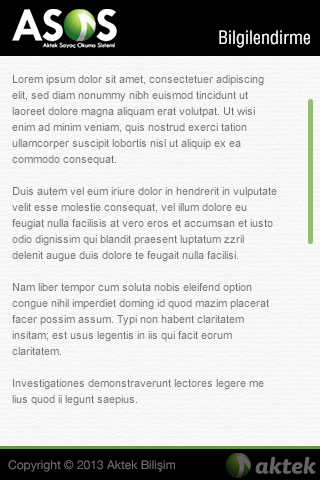 ASOS
Aktek Sayaç Okuma Sistemi
Bilgilendirme
Lorem ipsum dolor sit amet, consectetuer adipiscing
elit, sed diam nonummy nibh euismod tincidunt ut
laoreet dolore magna aliquam erat volutpat. Ut wisi
enim ad minim veniam, quis nostrud exerci tation
ullamcorper suscipit lobortis nisl ut aliquip ex ea
commodo consequat.
Duis autem vel eum iriure dolor in hendrerit in vulputate
velit esse molestie consequat, vel illum dolore eu
feugiat nulla facilisis at vero eros et accumsan et iusto
odio dignissim qui blandit praesent luptatum zzril
delenit augue duis dolore te feugait nulla facilisi.
Nam liber tempor cum soluta nobis eleifend option
congue nihil imperdiet doming id quod mazim placerat
facer possim assum. Typi non habent claritatem
insitam; est usus legentis in iis qui facit eorum
claritatem.
Investigationes demonstraverunt lectores legere me
lius quod ii legunt saepius.
Copyright © 2013 Aktek Bilişim
aktek